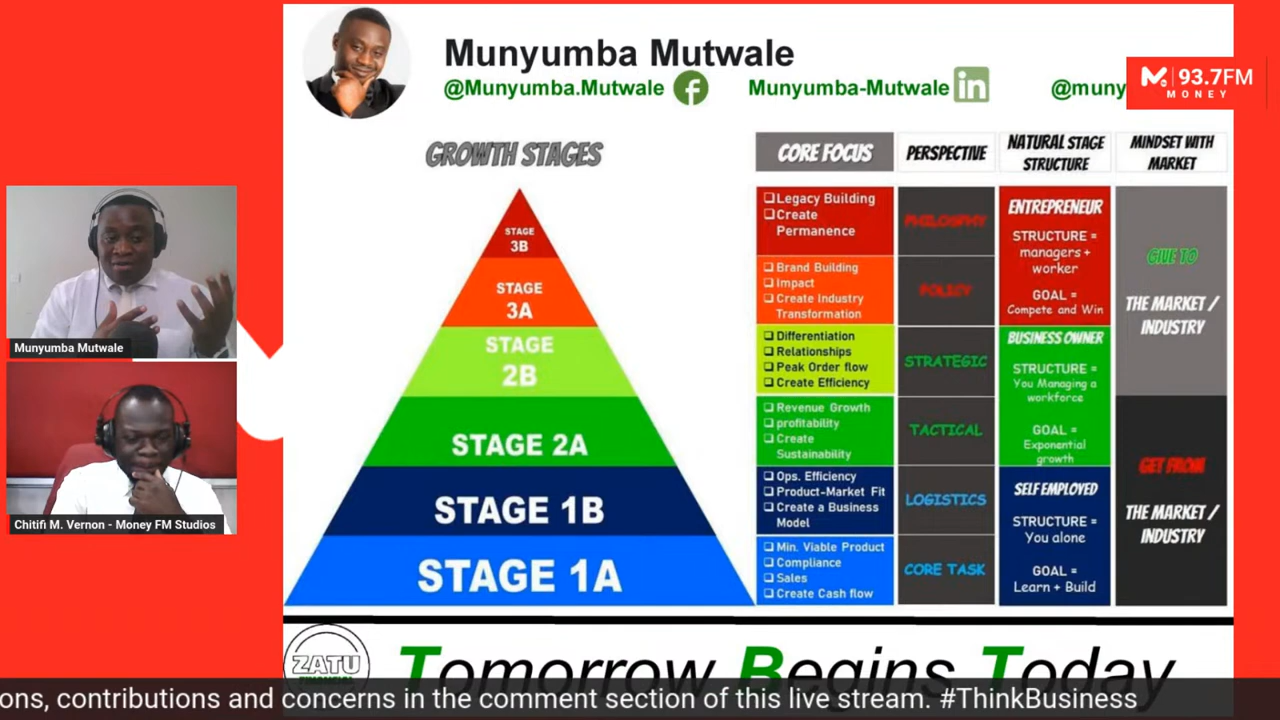 Munyumba Mutwale
@Munyumba.Mutwale
Munyumba-Mutwale
@muny
93.7FM
MONEY
GROWTH STAGES
CORE FOCUS
PERSPECTIVE
NATURAL STAGE
STRUCTURE
MINDSET WITH
MARKET
STAGE
3B
Legacy Building
Create
Permanence
PHILOSOPHY
ENTREPRENEUR
STRUCTURE =
managers +
worker
GOAL =
Compete and Win
STAGE
3A
Brand Building
Impact
Create Industry
Transformation
POLICY
GIVE TO
THE MARKET /
INDUSTRY
STAGE
2B
Differentiation
Relationships
Peak Order flow
Create Efficiency
STRATEGIC
BUSINESS OWNER
STRUCTURE =
You Managing a
workforce
GOAL =
Exponential
growth
STAGE 2A
Revenue Growth
profitability
Create
Sustainability
TACTICAL
GET FROM
THE MARKET /
INDUSTRY
STAGE 1B
Ops. Efficiency
Product-Market Fit
Create a Business
Model
LOGISTICS
SELF EMPLOYED
STRUCTURE =
You alone
GOAL =
Learn + Build
STAGE 1A
Min. Viable Product
Compliance
Sales
Create Cash flow
CORE TASK
Munyumba Mutwale
Chitifi M. Vernon - Money FM Studios
ZATU
Tomorrow Begins Today
ons, contributions and concerns in the comment section of this live stream. #ThinkBusiness